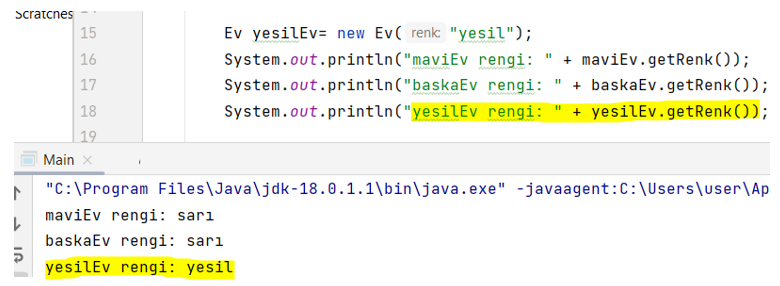 Scratches
15 Ev yesilEv= new Ev( renk: "yesil");
16 System.out.println("maviEv rengi: " + maviEv.getRenk());
17 System.out.println("baskaEv rengi: " + baskaEv.getRenk());
18 System.out.println("yesilEv rengi: " + yesilEv.getRenk());
19
Main ×
"C:\Program Files\Java\jdk-18.0.1.1\bin\java.exe" -javaagent:C:\Users\user\Ap
maviEv rengi: sarı
baskaEv rengi: sarı
yesilEv rengi: yesil